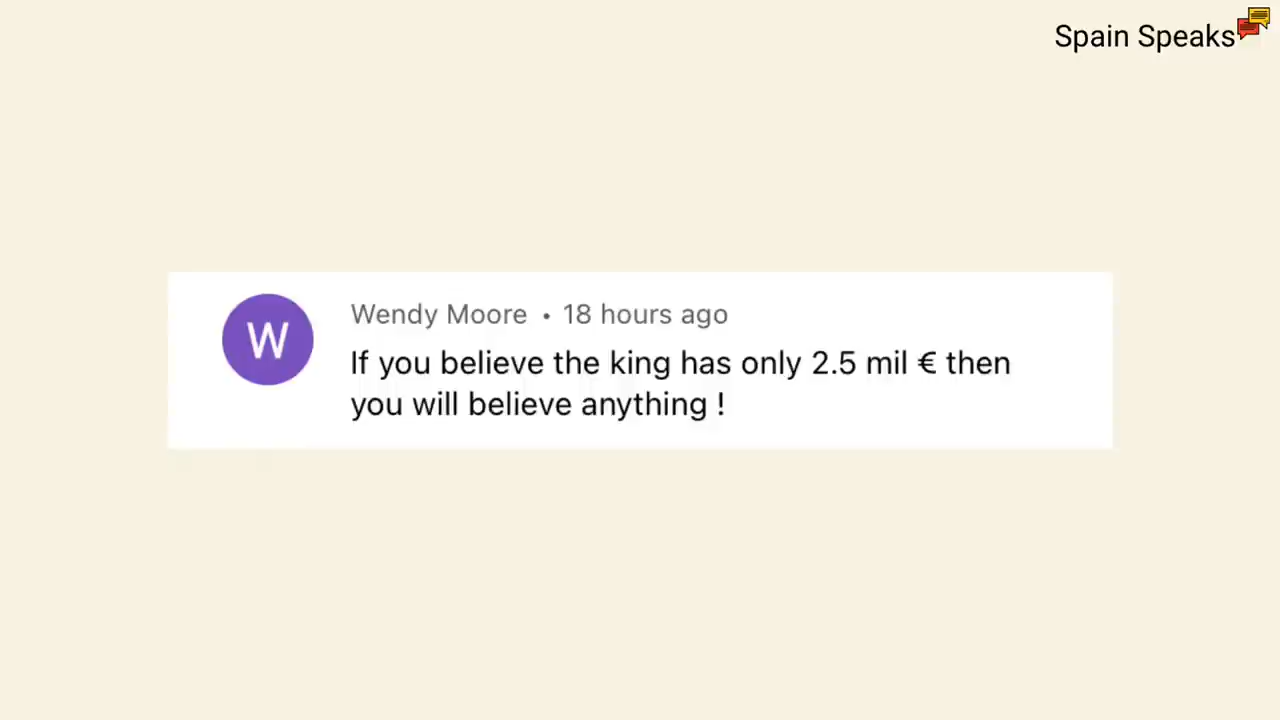 Spain Speaks
W
Wendy Moore • 18 hours ago
If you believe the king has only 2.5 mil € then
you will believe anything !